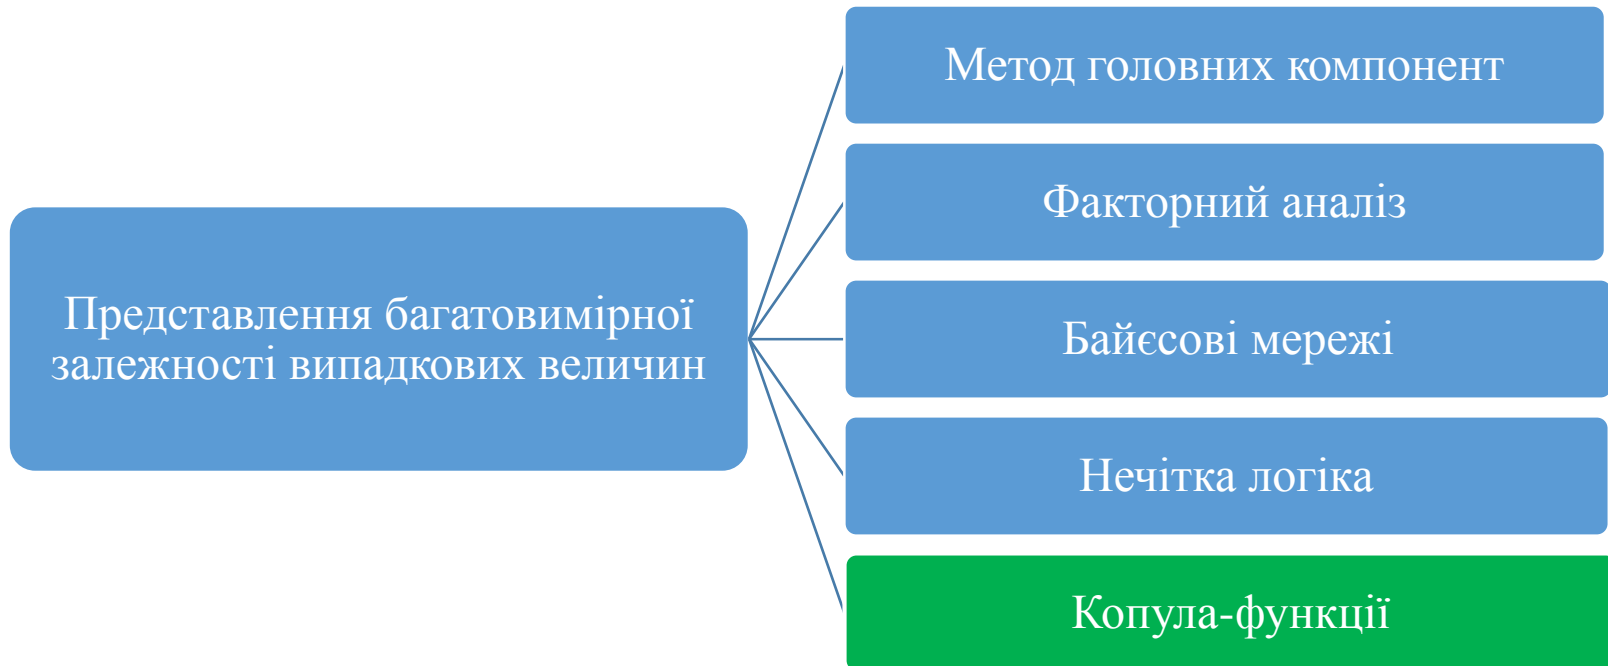 Метод головних компонент
Факторний аналіз
Представлення багатовимірної
залежності випадкових величин
Байєсові мережі
Нечітка логіка
Копула-функції